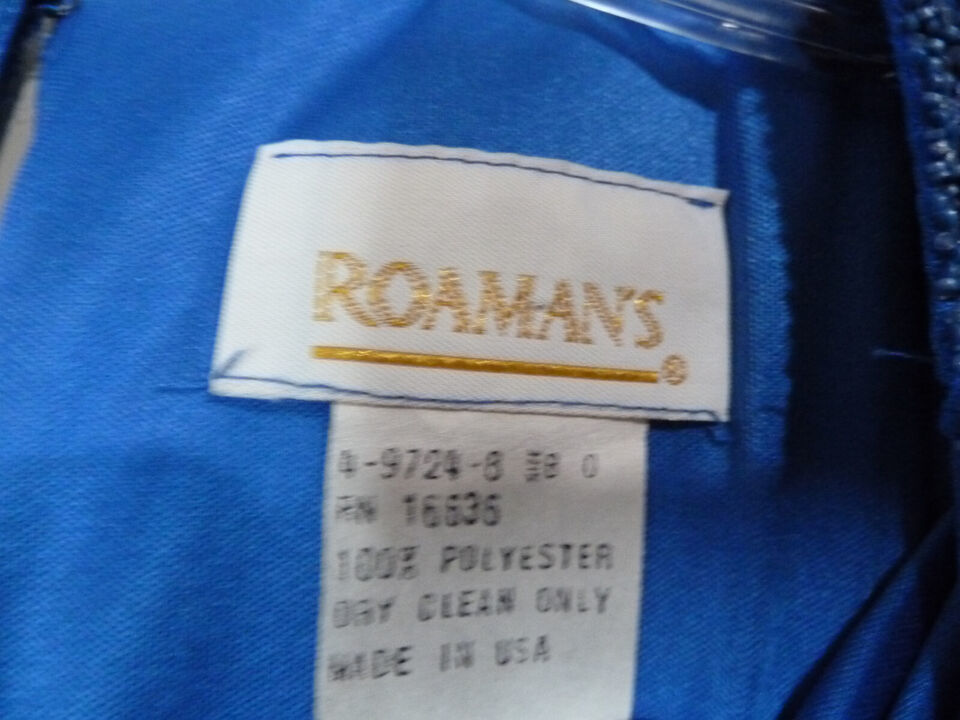 ROAMAN'S®
4-9724-8
RN 16636
100% POLYESTER
DRY CLEAN ONLY
MADE IN USA